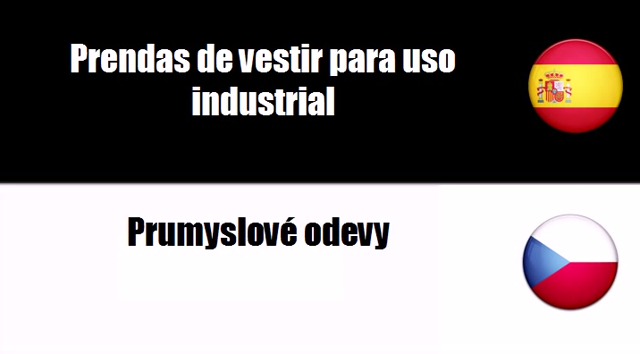 Prendas de vestir para uso
industrial
Prumyslové odevy